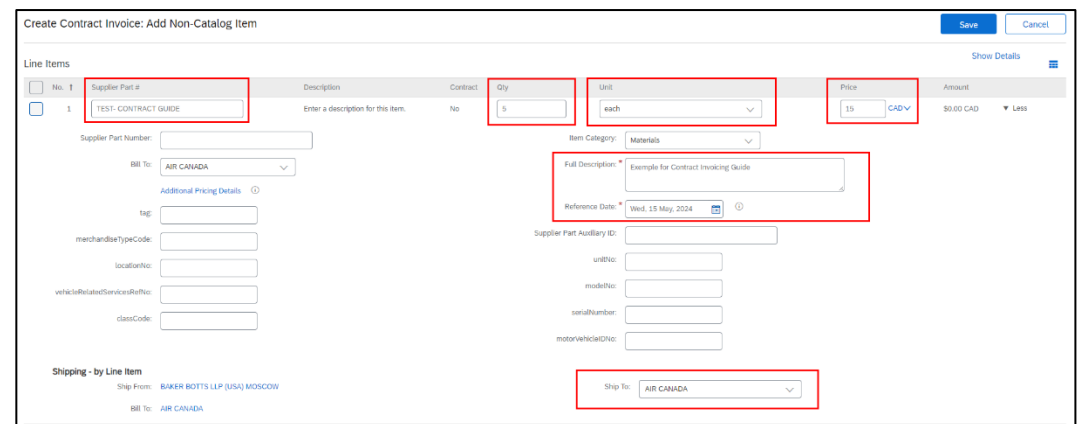 Create Contract Invoice: Add Non-Catalog Item
Save
Cancel
Show Details
Line Items
No. ↑ Supplier Part # Description Contract Qty Unit Price Amount
1 TEST- CONTRACT GUIDE Enter a description for this item. No 5 each 15 CAD $0.00 CAD ▼ Less
Supplier Part Number:
Item Category: Materials
Bill To: AIR CANADA
Full Description: * Exemple for Contract Invoicing Guide
Additional Pricing Details
Reference Date: * Wed, 15 May, 2024
tag:
Supplier Part Auxiliary ID:
merchandiseTypeCode:
unitNo:
locationNo:
modelNo:
vehicleRelatedServicesRefNo:
serialNumber:
classCode:
motorVehicleIDNo:
Shipping - by Line Item
Ship From: BAKER BOTTS LLP (USA) MOSCOW
Ship To: AIR CANADA
Bill To: AIR CANADA